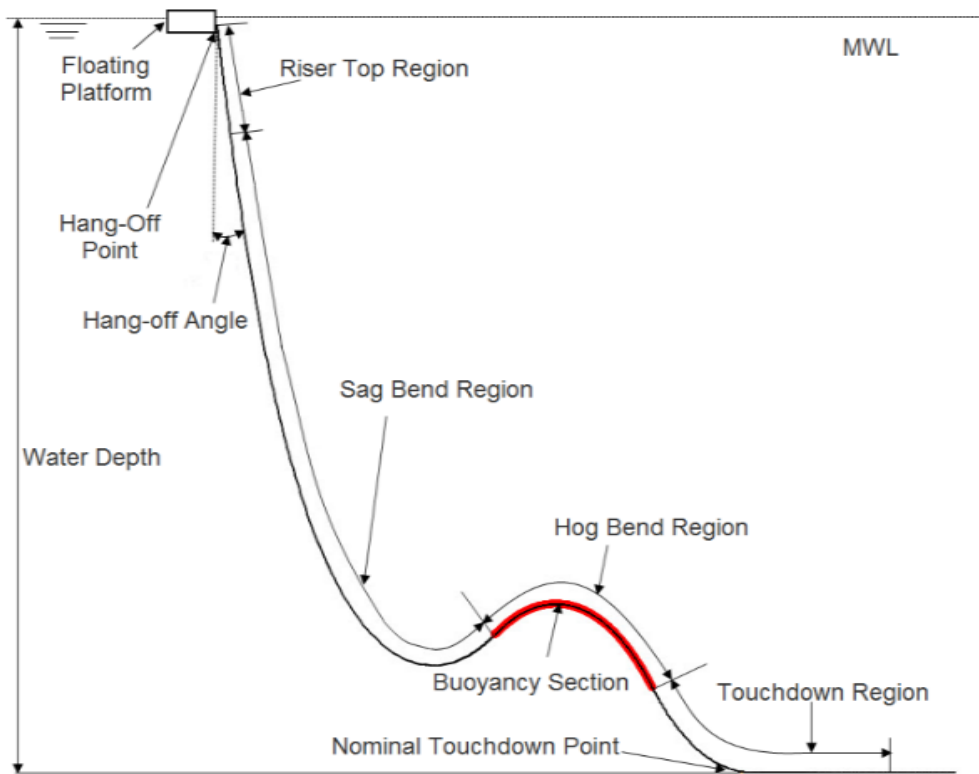 MWL
Floating
Platform
Riser Top Region
Hang-Off
Point
Hang-off Angle
Sag Bend Region
Water Depth
Hog Bend Region
Buoyancy Section
Touchdown Region
Nominal Touchdown Point